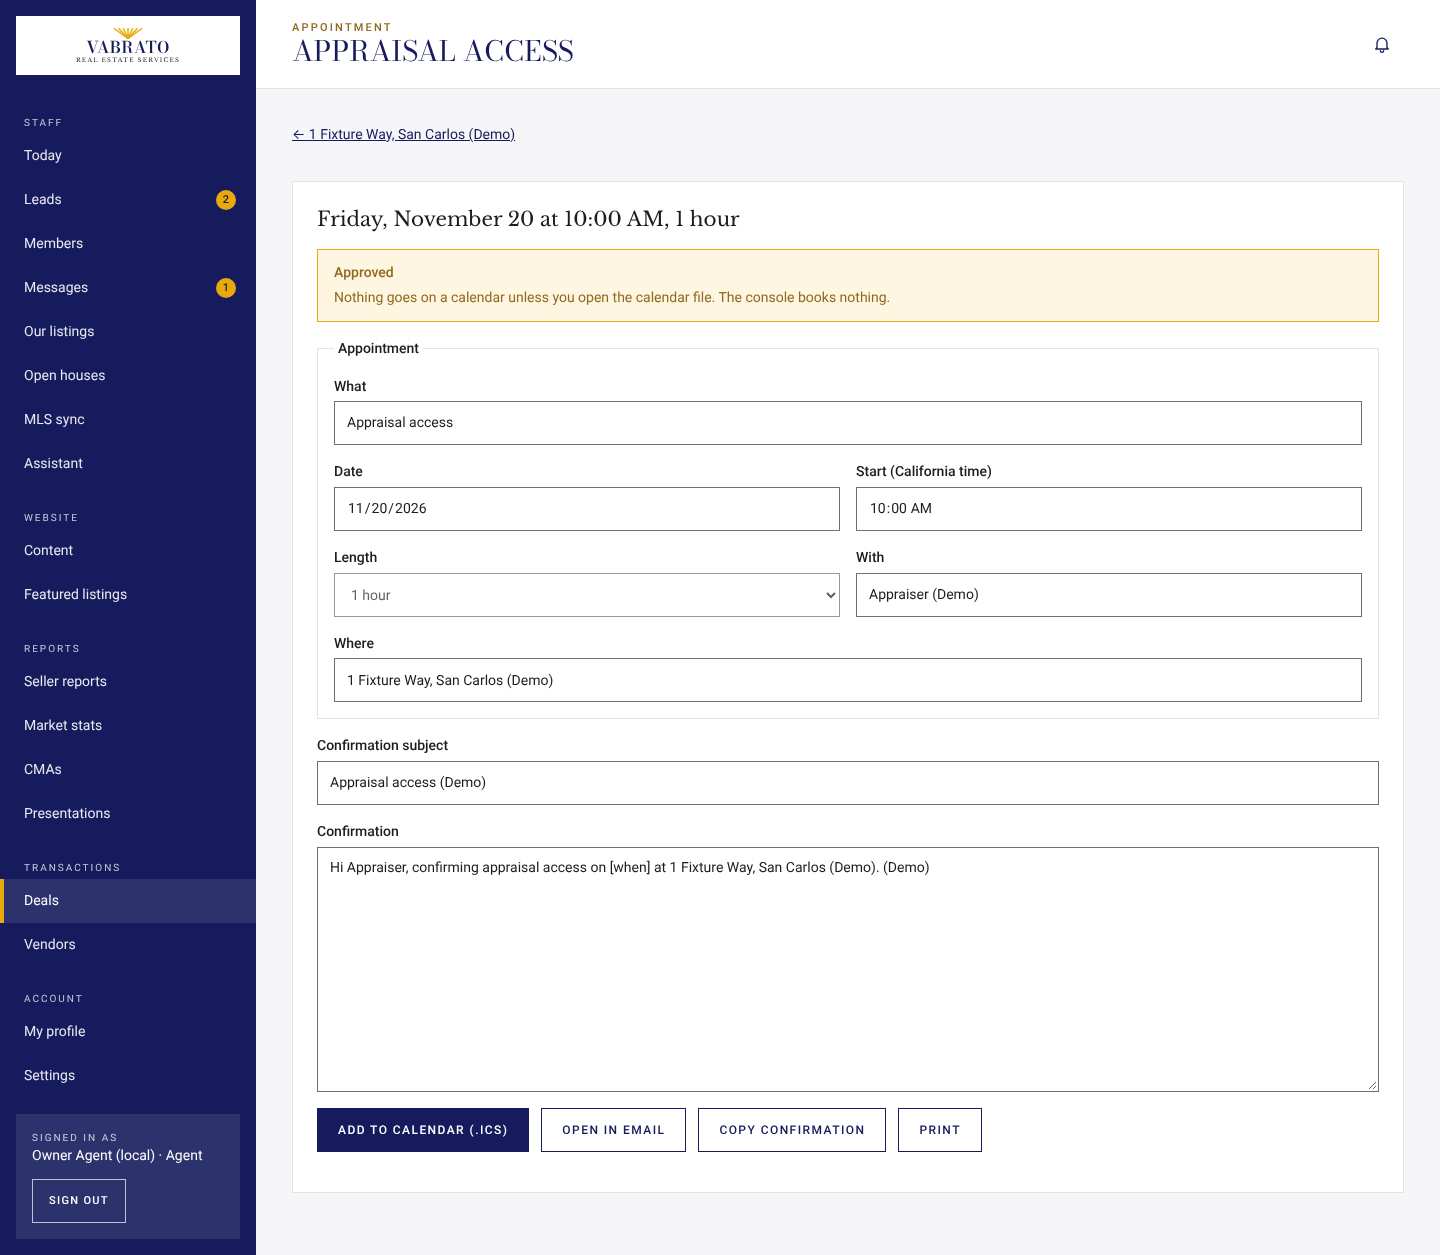 VABRATO
REAL ESTATE SERVICES
STAFF
Today
Leads 2
Members
Messages 1
Our listings
Open houses
MLS sync
Assistant
WEBSITE
Content
Featured listings
REPORTS
Seller reports
Market stats
CMAs
Presentations
TRANSACTIONS
Deals
Vendors
ACCOUNT
My profile
Settings
SIGNED IN AS
Owner Agent (local) · Agent
SIGN OUT
APPOINTMENT
APPRAISAL ACCESS
← 1 Fixture Way, San Carlos (Demo)
Friday, November 20 at 10:00 AM, 1 hour
Approved
Nothing goes on a calendar unless you open the calendar file. The console books nothing.
Appointment
What
Appraisal access
Date
11/20/2026
Start (California time)
10:00 AM
Length
1 hour
With
Appraiser (Demo)
Where
1 Fixture Way, San Carlos (Demo)
Confirmation subject
Appraisal access (Demo)
Confirmation
Hi Appraiser, confirming appraisal access on [when] at 1 Fixture Way, San Carlos (Demo). (Demo)
ADD TO CALENDAR (.ICS)
OPEN IN EMAIL
COPY CONFIRMATION
PRINT